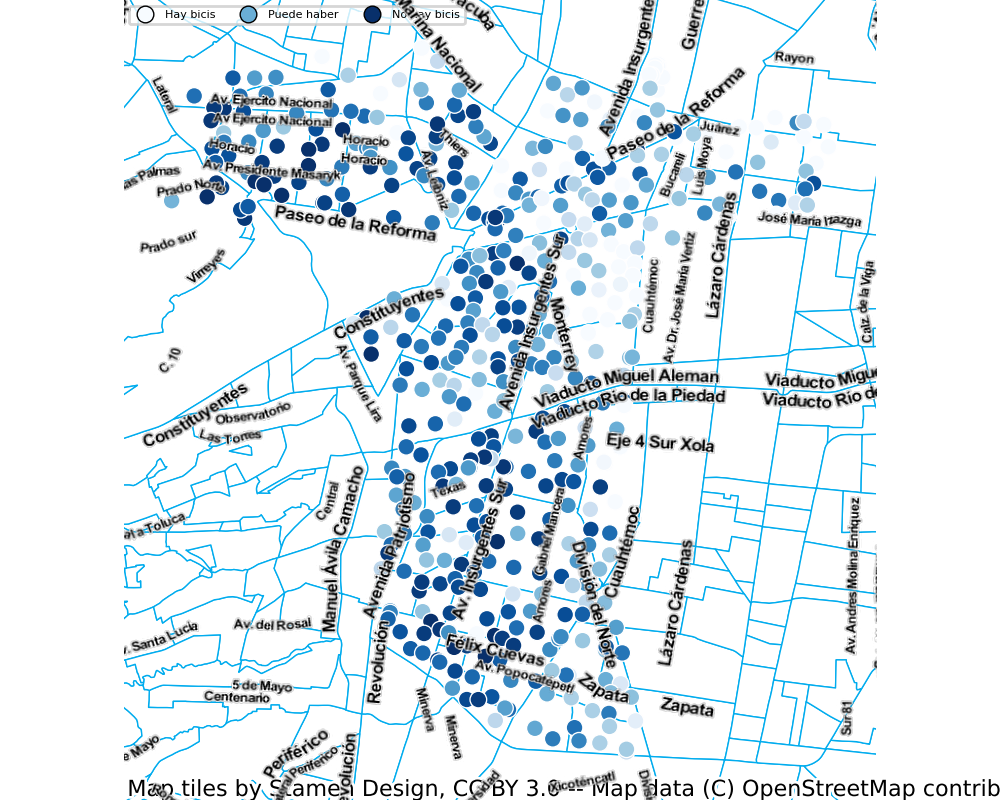 Hay bicis
Puede haber
No hay bicis
Marina Nacional
Avenida Insurgente
Guerre
Rayon
Lateral
Av. Ejercito Nacional
Av. Ejercito Nacional
Paseo de la Reforma
Juárez
Horacio
Horacio
Horacio
Thiers
Bucareli
Luis Moya
as Palmas
Av. Presidente Masaryk
Prado Norte
Paseo de la Reforma
José María Izazga
Prado sur
Virreyes
Lázaro Cárdenas
Avenida Insurgentes Sur
Cuauhtémoc
Av. Dr. José María Vertiz
Calz. de la Viga
Constituyentes
Monterrey
C. 10
Av. Parque Lira
Viaducto Miguel Aleman
Viaducto Migue
Viaducto Rio de la Piedad
Viaducto Rio de
Constituyentes
Observatorio
Las Torres
Amores
Eje 4 Sur Xola
Central
Manuel Ávila Camacho
Avenida Patriotismo
Texas
Av. Insurgentes Sur
Gabriel Mancera
Cuauhtémoc
Av. Andres Molina Enriquez
Amores
División del Norte
Lázaro Cárdenas
Santa Lucia
Av. del Rosal
Félix Cuevas
Av. Popocatepetl
Revolución
5 de Mayo
Centenario
Minerva
Minerva
Zapata
Zapata
Sur 81
Periférico
Periferico
Mayo
volución
Xicoténcatl
Map tiles by Stamen Design, CC BY 3.0 -- Map data (C) OpenStreetMap contrib